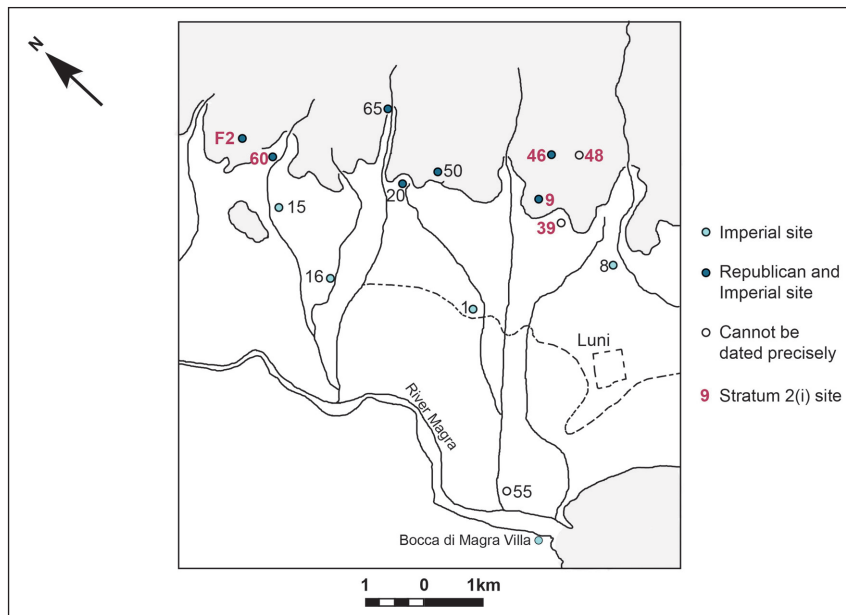 N
65
F2
60
46
48
50
20
9
15
39
8
16
1
Luni
River Magra
55
Bocca di Magra Villa
Imperial site
Republican and
Imperial site
Cannot be
dated precisely
9 Stratum 2(i) site
1 0 1km